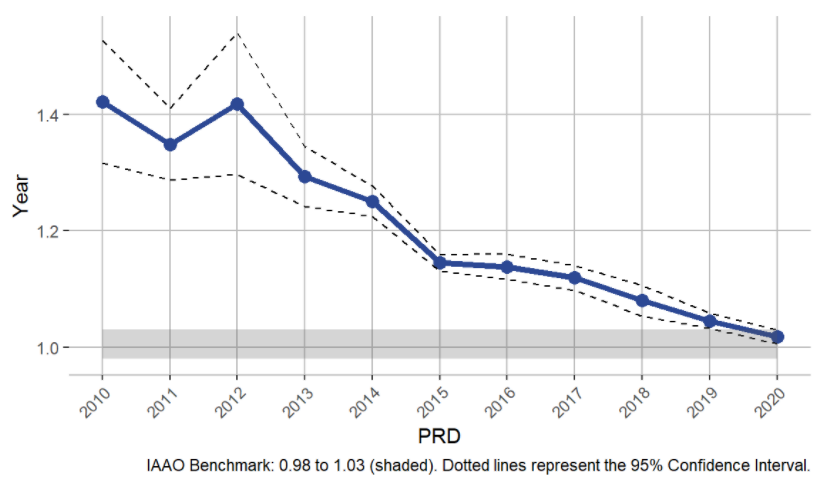 Year
1.4
1.2
1.0
2010 2011 2012 2013 2014 2015 2016 2017 2018 2019 2020
PRD
IAAO Benchmark: 0.98 to 1.03 (shaded). Dotted lines represent the 95% Confidence Interval.